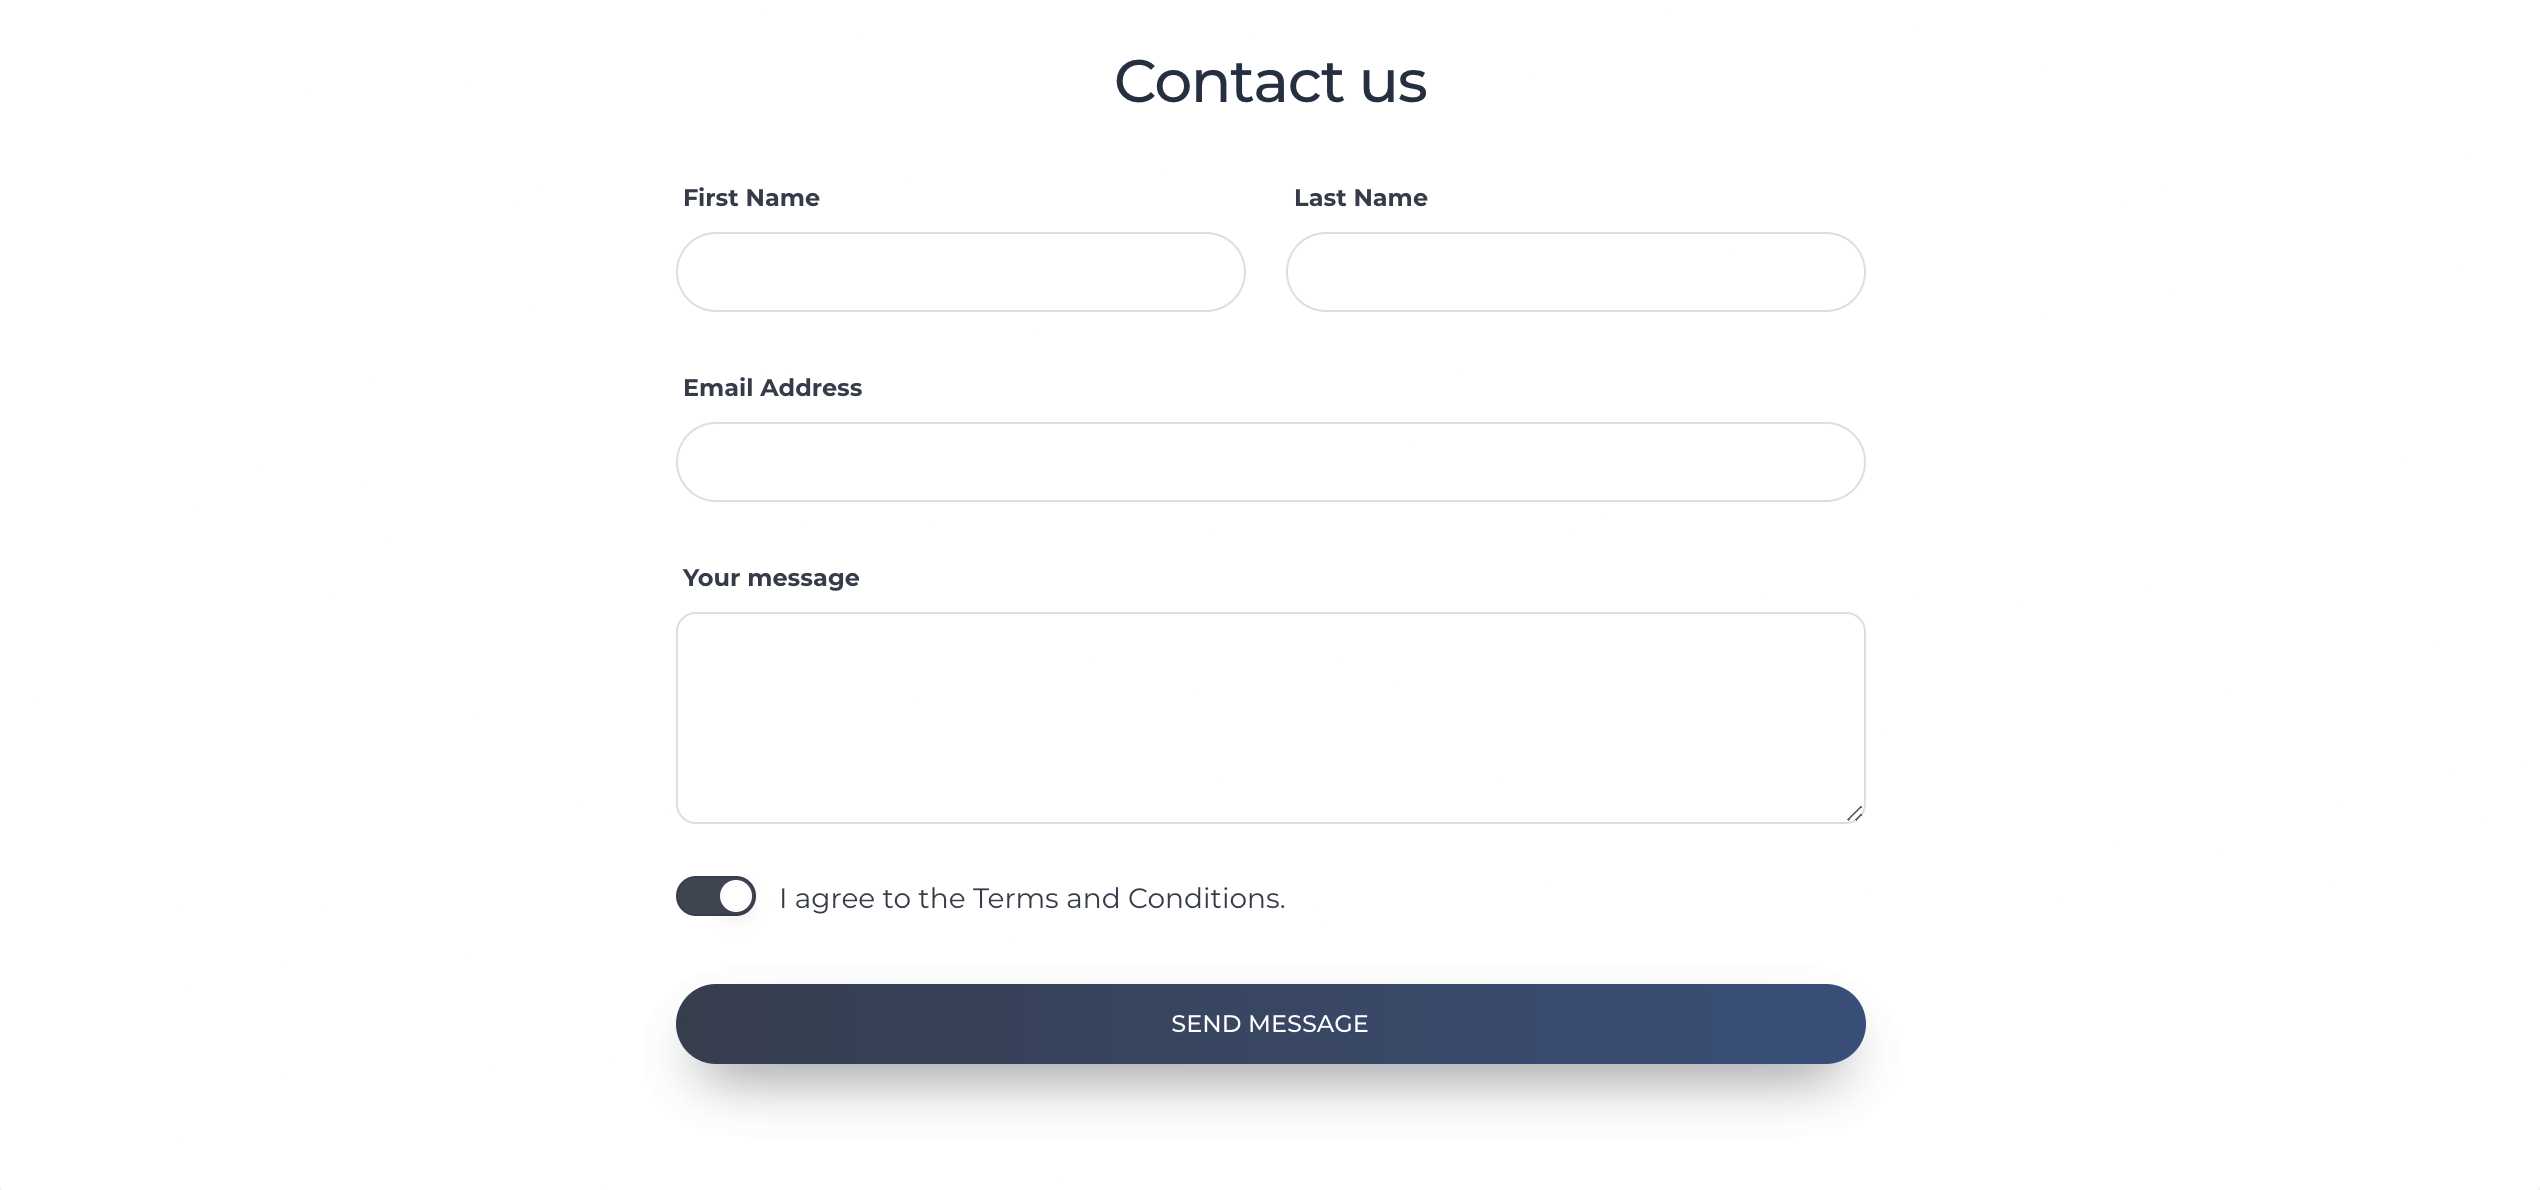 Contact us
First Name
Last Name
Email Address
Your message
I agree to the Terms and Conditions.
SEND MESSAGE